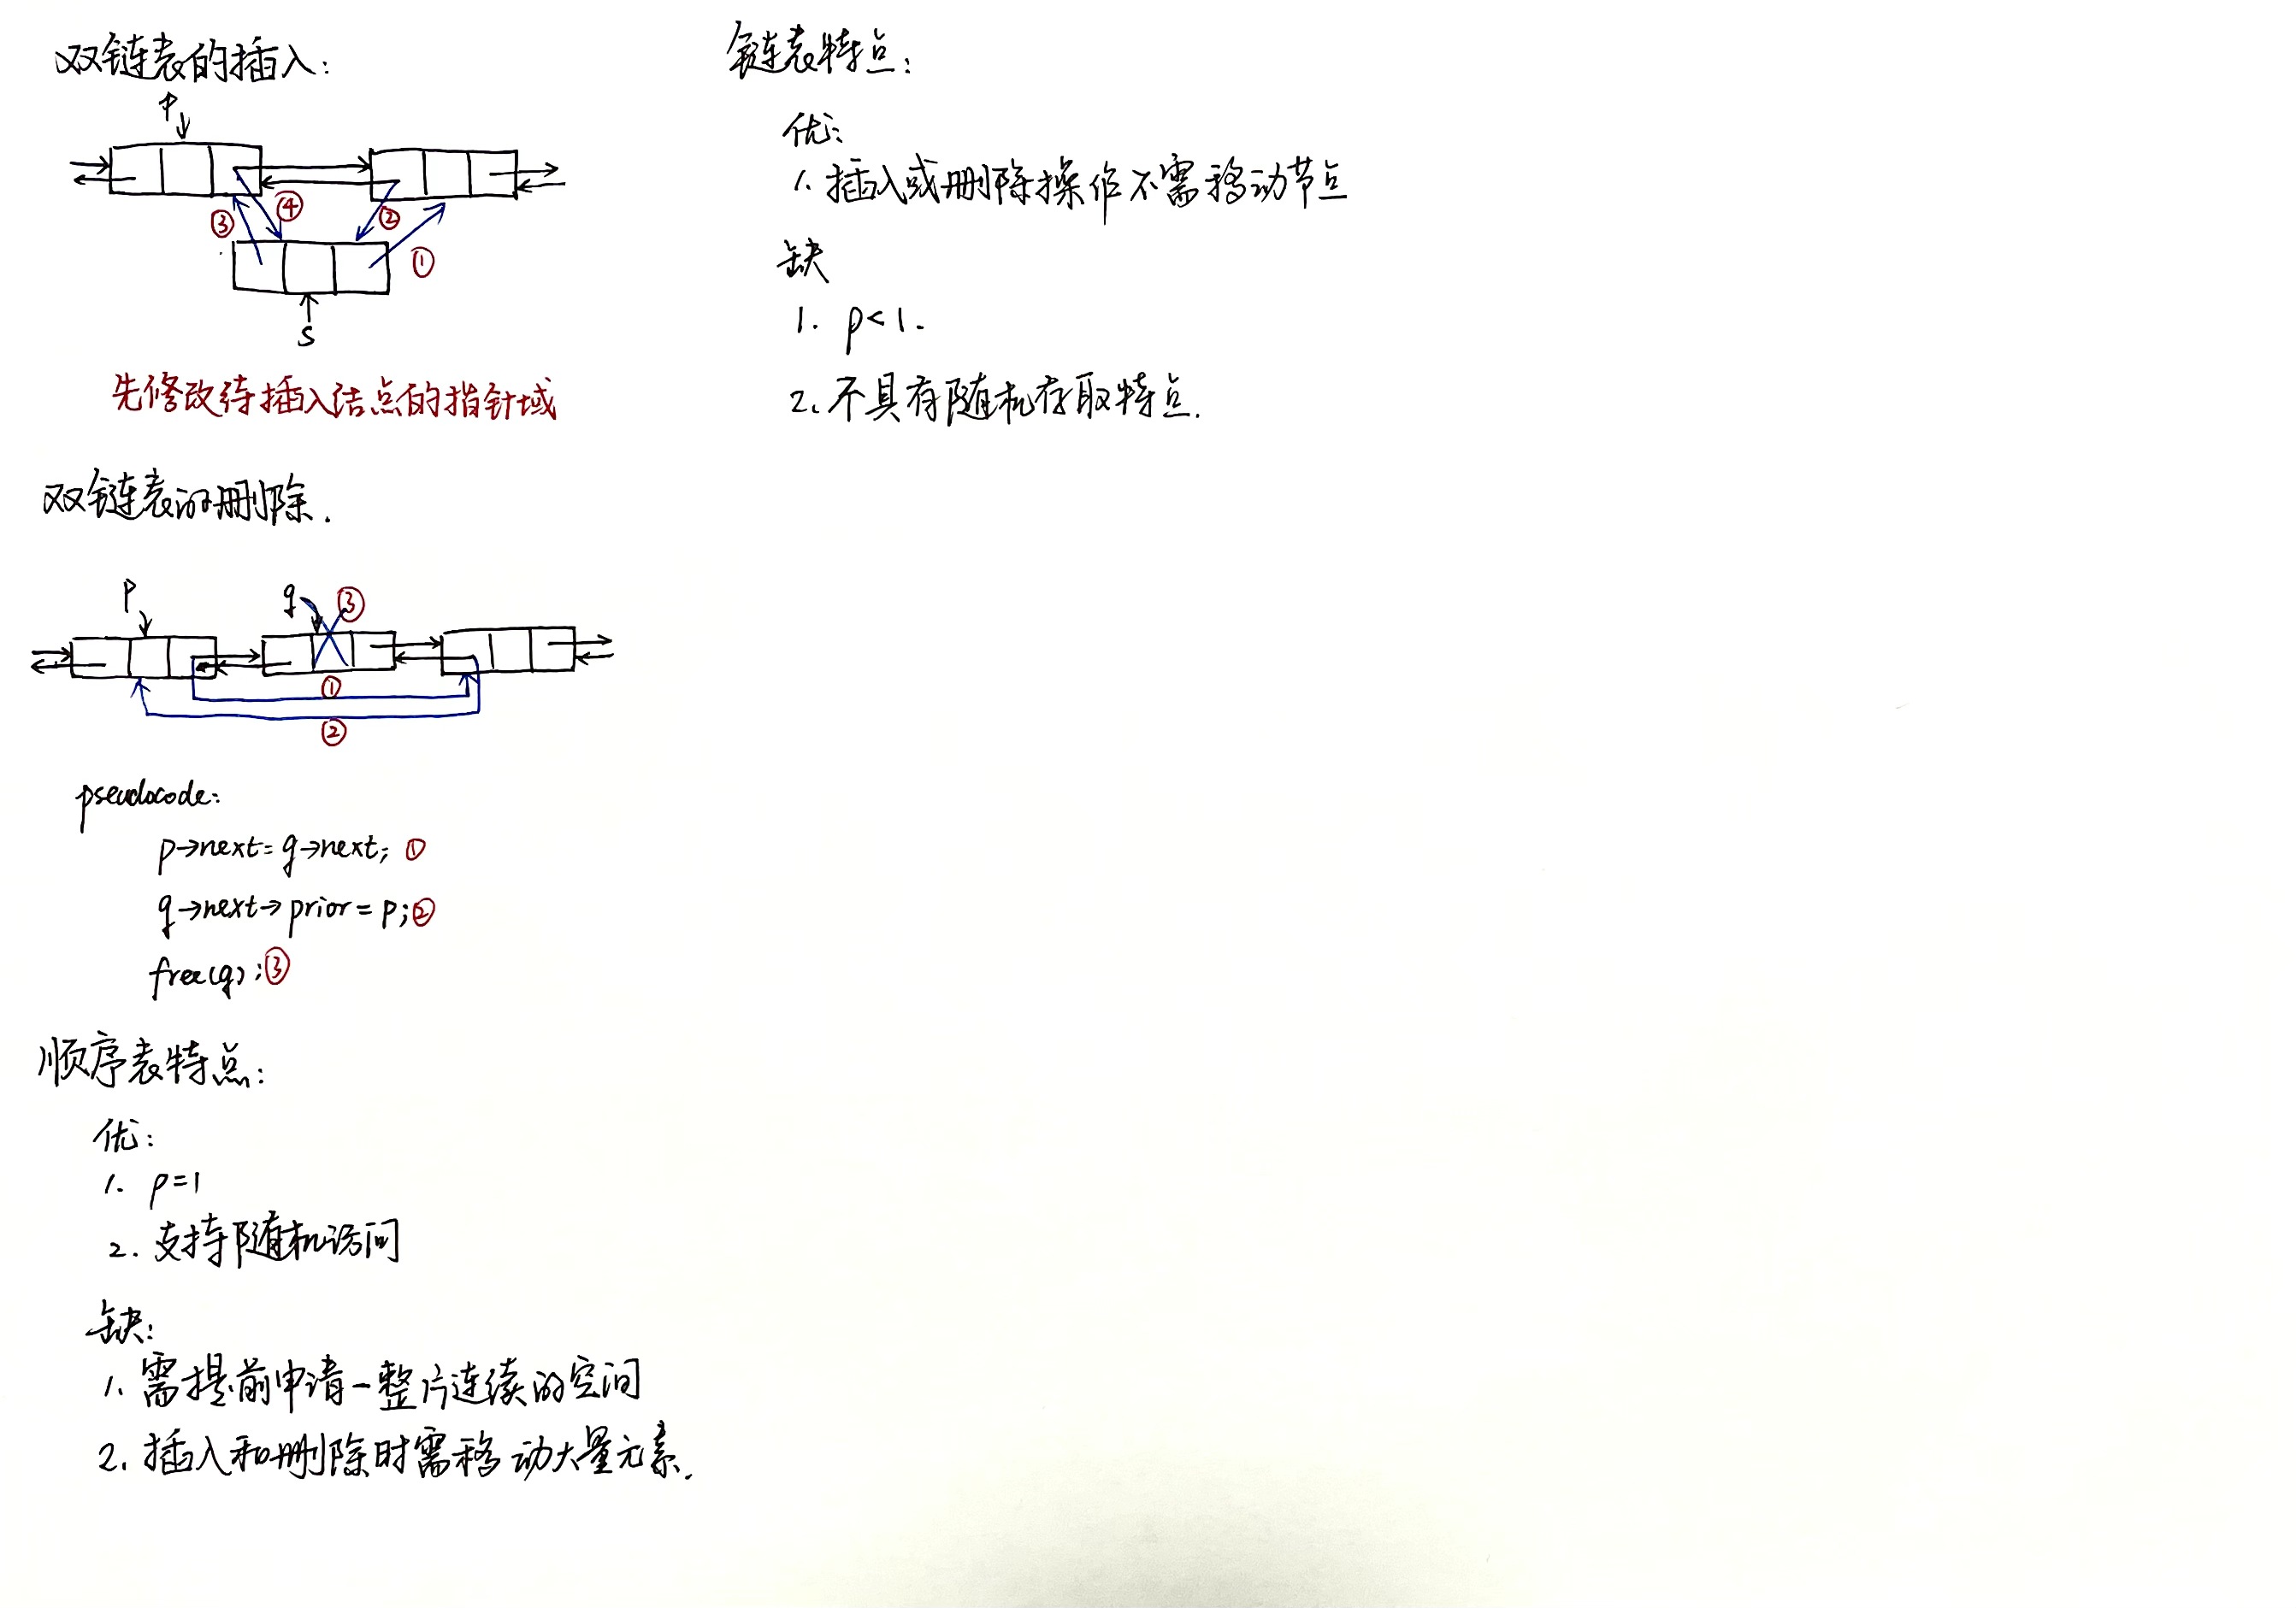 双链表的插入:
p
③ ④ ② ①
s
先修改待插入结点的指针域
双链表的删除.
p q ③
①
②
pseudocode:
p→next=q→next; ①
q→next→prior=p;②
free(q);③
顺序表特点:
优:
1. ρ=1
2. 支持随机访问
缺:
1. 需提前申请一整片连续的空间
2. 插入和删除时需移动大量元素.
链表特点:
优:
1. 插入或删除操作不需移动节点
缺
1. ρ<1.
2. 不具有随机存取特点.